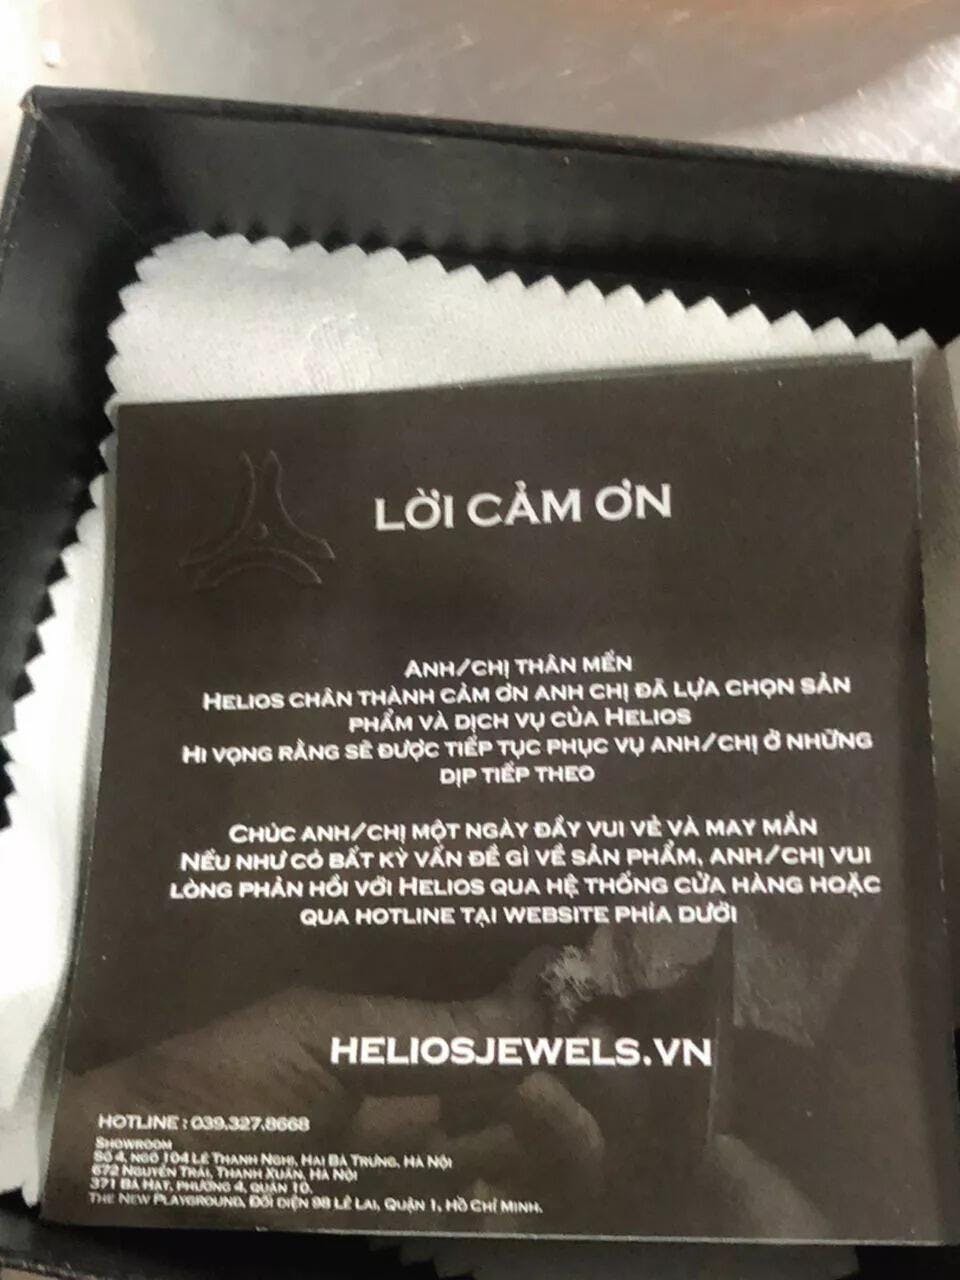 LỜI CẢM ƠN
ANH/CHỊ THÂN MẾN
HELIOS CHÂN THÀNH CẢM ƠN ANH CHỊ ĐÃ LỰA CHỌN SẢN
PHẨM VÀ DỊCH VỤ CỦA HELIOS
HI VỌNG RẰNG SẼ ĐƯỢC TIẾP TỤC PHỤC VỤ ANH/CHỊ Ở NHỮNG
DỊP TIẾP THEO
CHÚC ANH/CHỊ MỘT NGÀY ĐẦY VUI VẺ VÀ MAY MẮN
NẾU NHƯ CÓ BẤT KỲ VẤN ĐỀ GÌ VỀ SẢN PHẨM, ANH/CHỊ VUI
LÒNG PHẢN HỒI VỚI HELIOS QUA HỆ THỐNG CỬA HÀNG HOẶC
QUA HOTLINE TẠI WEBSITE PHÍA DƯỚI
HELIOSJEWELS.VN
HOTLINE : 039.327.8668
SHOWROOM
SỐ 4, NGÕ 104 LÊ THANH NGHỊ, HAI BÀ TRƯNG, HÀ NỘI
672 NGUYỄN TRÃI, THANH XUÂN, HÀ NỘI
371 BÀ HẠT, PHƯỜNG 4, QUẬN 10.
THE NEW PLAYGROUND, ĐỐI DIỆN 98 LÊ LAI, QUẬN 1, HỒ CHÍ MINH.